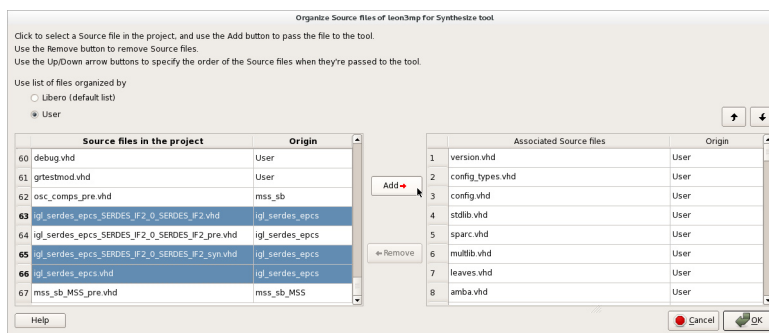 Organize Source files of leon3mp for Synthesize tool
Click to select a Source file in the project, and use the Add button to pass the file to the tool.
Use the Remove button to remove Source files.
Use the Up/Down arrow buttons to specify the order of the Source files when they're passed to the tool.
Use list of files organized by
Libero (default list)
User
Source files in the project Origin
60 debug.vhd User
61 grtestmod.vhd User
62 osc_comps_pre.vhd mss_sb
63 igl_serdes_epcs_SERDES_IF2_0_SERDES_IF2.vhd igl_serdes_epcs
64 igl_serdes_epcs_SERDES_IF2_0_SERDES_IF2_pre.vhd igl_serdes_epcs
65 igl_serdes_epcs_SERDES_IF2_0_SERDES_IF2_syn.vhd igl_serdes_epcs
66 igl_serdes_epcs.vhd igl_serdes_epcs
67 mss_sb_MSS_pre.vhd mss_sb_MSS
Add
Remove
Associated Source files Origin
1 version.vhd User
2 config_types.vhd User
3 config.vhd User
4 stdlib.vhd User
5 sparc.vhd User
6 multlib.vhd User
7 leaves.vhd User
8 amba.vhd User
Help
Cancel
OK